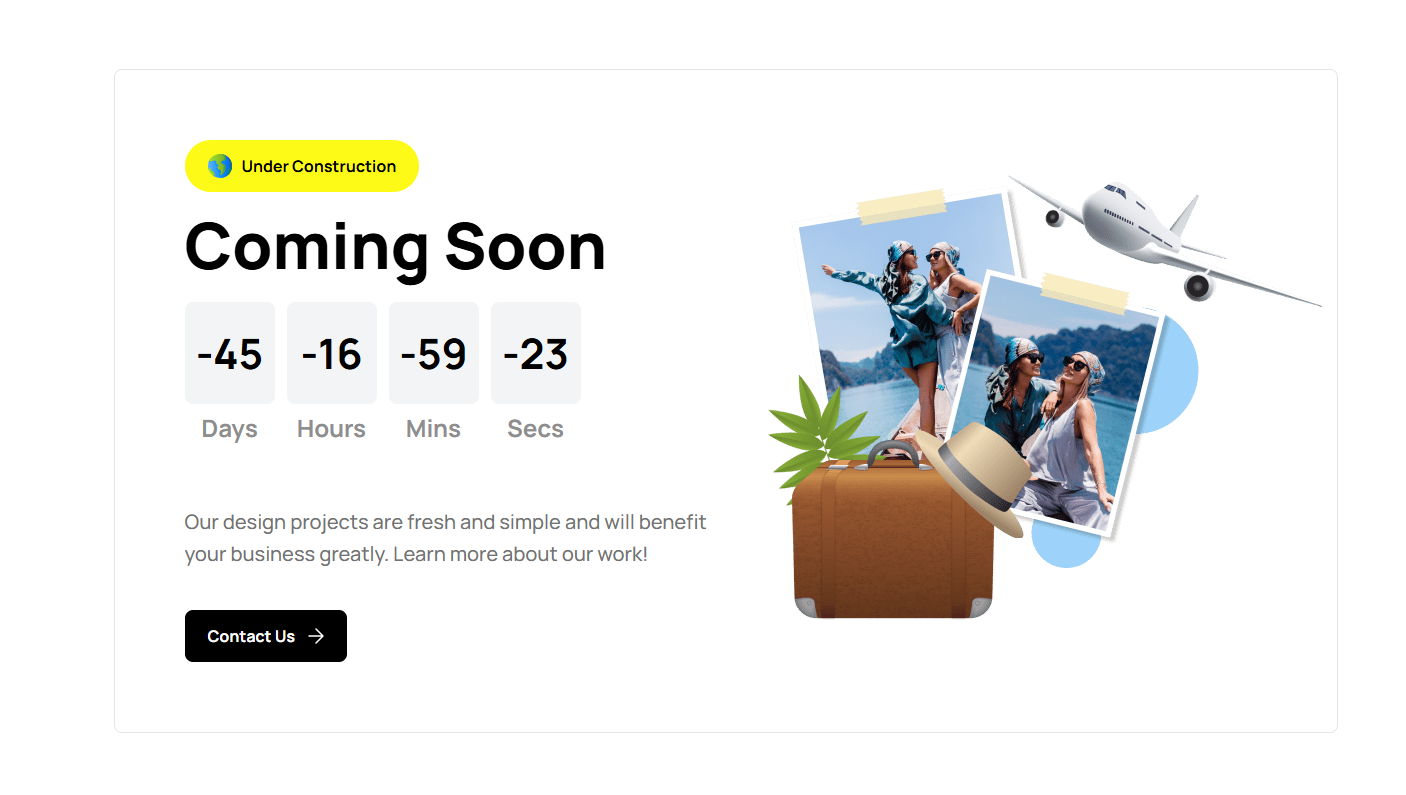 Under Construction
Coming Soon
-45 -16 -59 -23
Days Hours Mins Secs
Our design projects are fresh and simple and will benefit
your business greatly. Learn more about our work!
Contact Us